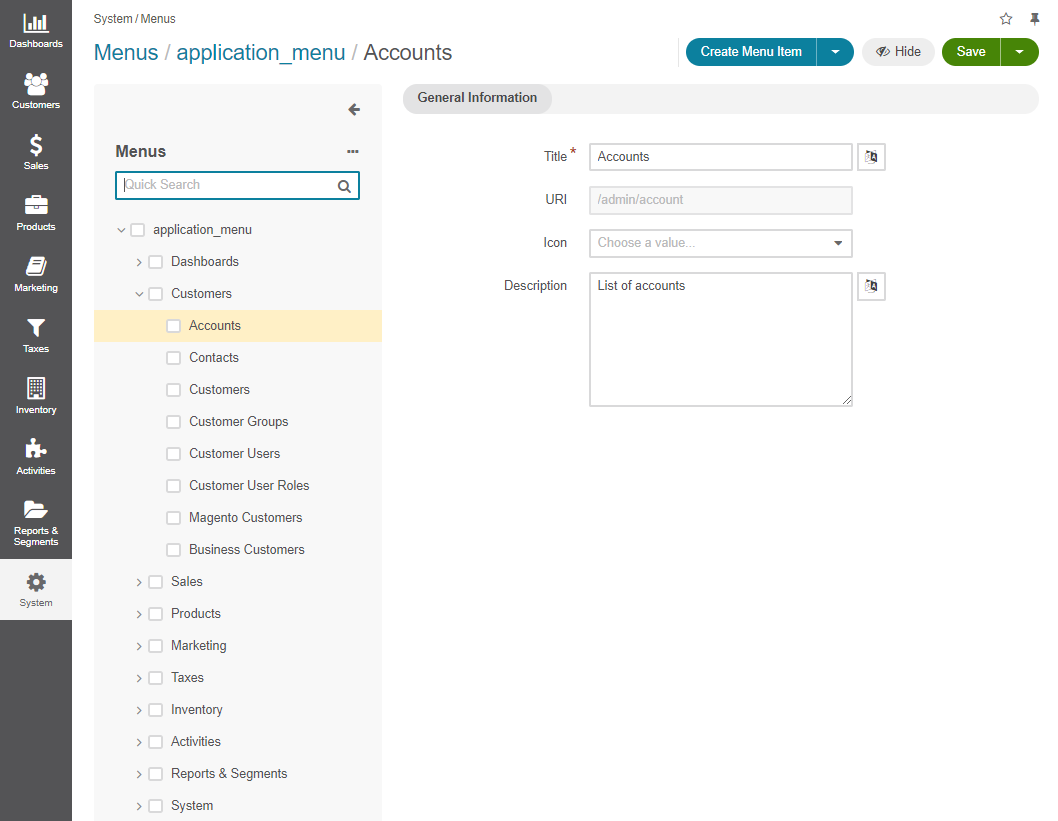 Dashboards
Customers
Sales
Products
Marketing
Taxes
Inventory
Activities
Reports &
Segments
System
System / Menus
Menus / application_menu / Accounts
Create Menu Item
Hide
Save
Menus
Quick Search
application_menu
Dashboards
Customers
Accounts
Contacts
Customers
Customer Groups
Customer Users
Customer User Roles
Magento Customers
Business Customers
Sales
Products
Marketing
Taxes
Inventory
Activities
Reports & Segments
System
General Information
Title * Accounts
URI /admin/account
Icon Choose a value...
Description List of accounts